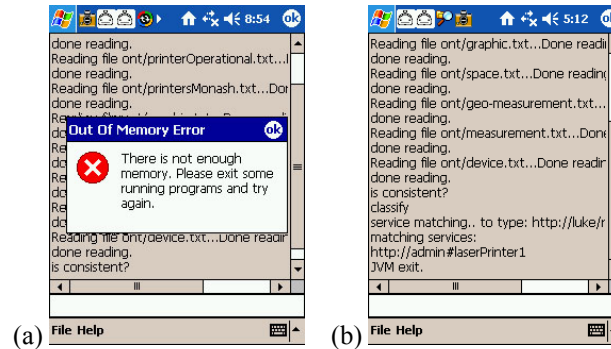 8:54 ok
done reading.
Reading file ont/printerOperational.txt...
done reading.
Reading file ont/printersMonash.txt...Dor
done reading.
Out Of Memory Error ok
There is not enough
memory. Please exit some
running programs and try
again.
Reading file ont/device.txt...Done readir
done reading.
is consistent?
(a) File Help
5:12
Reading file ont/graphic.txt...Done readi
done reading.
Reading file ont/space.txt...Done reading
done reading.
Reading file ont/geo-measurement.txt...
done reading.
Reading file ont/measurement.txt...Done
done reading.
Reading file ont/device.txt...Done readir
done reading.
is consistent?
classify
service matching.. to type: http://luke/r
matching services:
http://admin#laserPrinter1
JVM exit.
(b) File Help